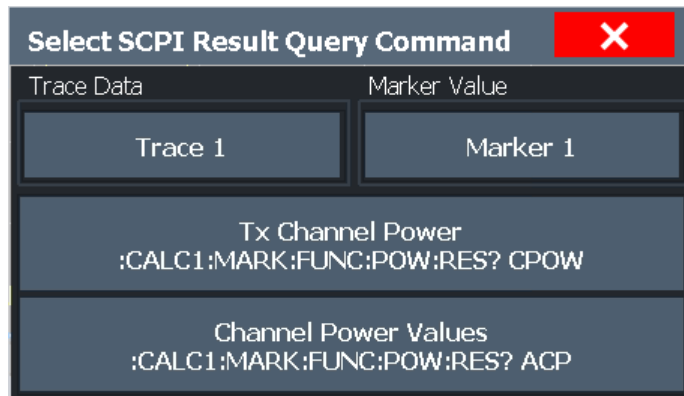 Select SCPI Result Query Command
Trace Data
Marker Value
Trace 1
Marker 1
Tx Channel Power
:CALC1:MARK:FUNC:POW:RES? CPOW
Channel Power Values
:CALC1:MARK:FUNC:POW:RES? ACP